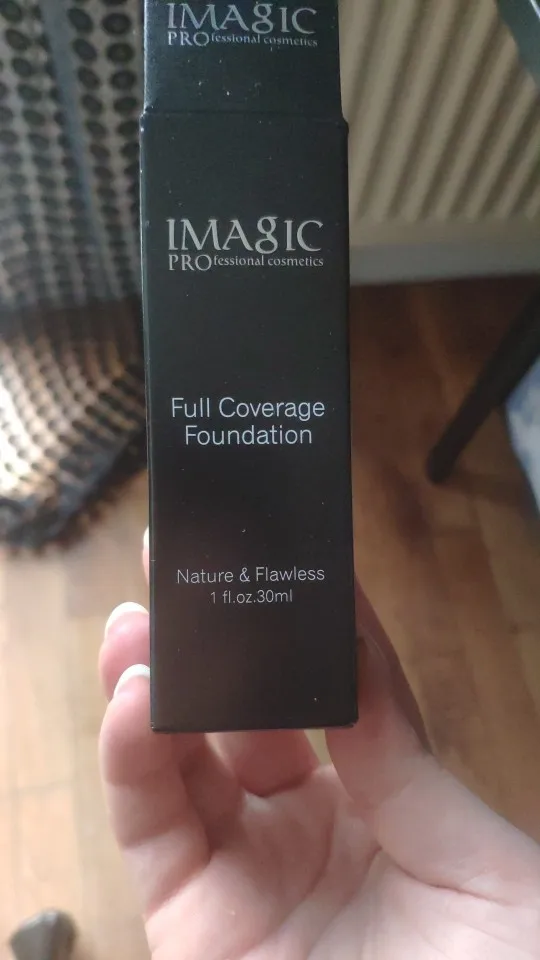 IMAGIC
PROfessional cosmetics
IMAGIC
PROfessional cosmetics
Full Coverage
Foundation
Nature & Flawless
1 fl.oz.30ml